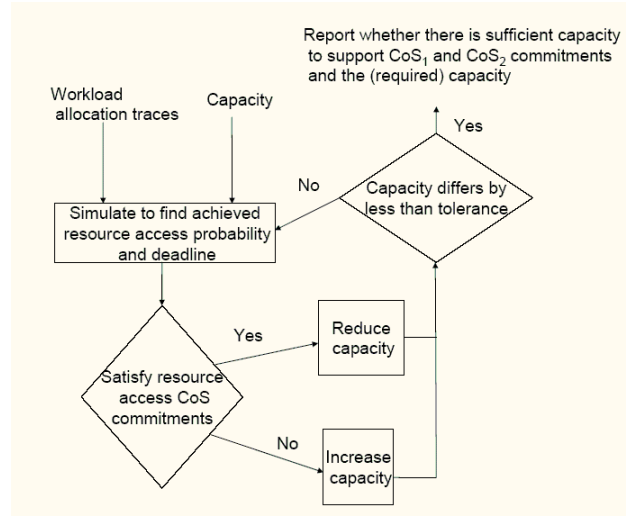 Report whether there is sufficient capacity
to support CoS₁ and CoS₂ commitments
and the (required) capacity
Workload
allocation traces
Capacity
Yes
No
Capacity differs by
less than tolerance
Simulate to find achieved
resource access probability
and deadline
Yes
Reduce
capacity
Satisfy resource
access CoS
commitments
No
Increase
capacity